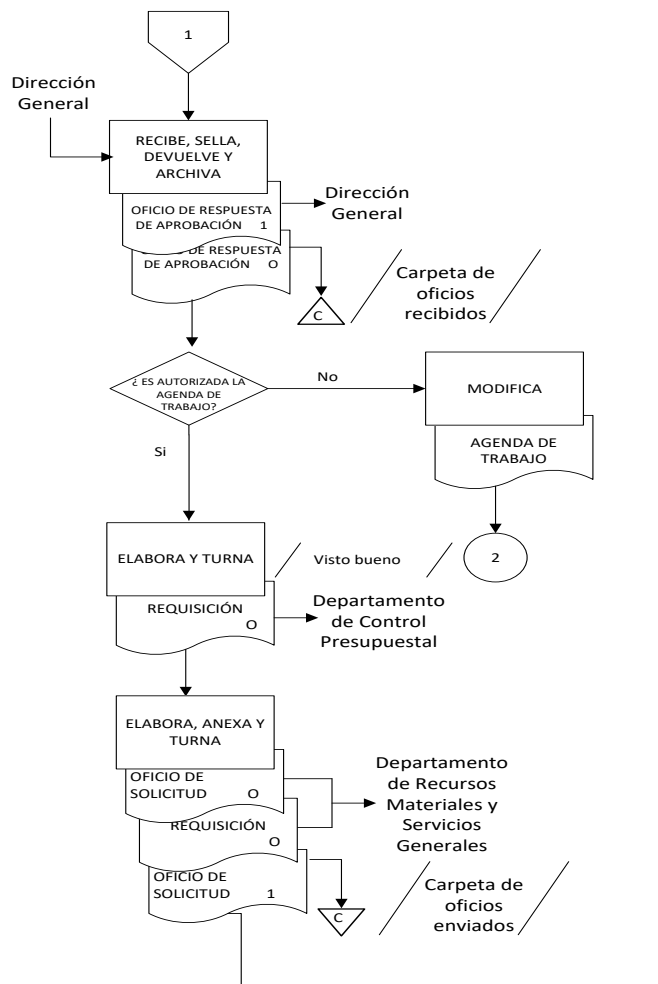 1
Dirección
General
RECIBE, SELLA,
DEVUELVE Y
ARCHIVA
OFICIO DE RESPUESTA
DE APROBACIÓN 1
Dirección
General
DE RESPUESTA
DE APROBACIÓN O
C
Carpeta de
oficios
recibidos
¿ ES AUTORIZADA LA
AGENDA DE
TRABAJO?
No
MODIFICA
AGENDA DE
TRABAJO
2
Si
ELABORA Y TURNA
Visto bueno
REQUISICIÓN
O
Departamento
de Control
Presupuestal
ELABORA, ANEXA Y
TURNA
OFICIO DE
SOLICITUD O
REQUISICIÓN
O
Departamento
de Recursos
Materiales y
Servicios
Generales
OFICIO DE
SOLICITUD 1
C
Carpeta de
oficios
enviados